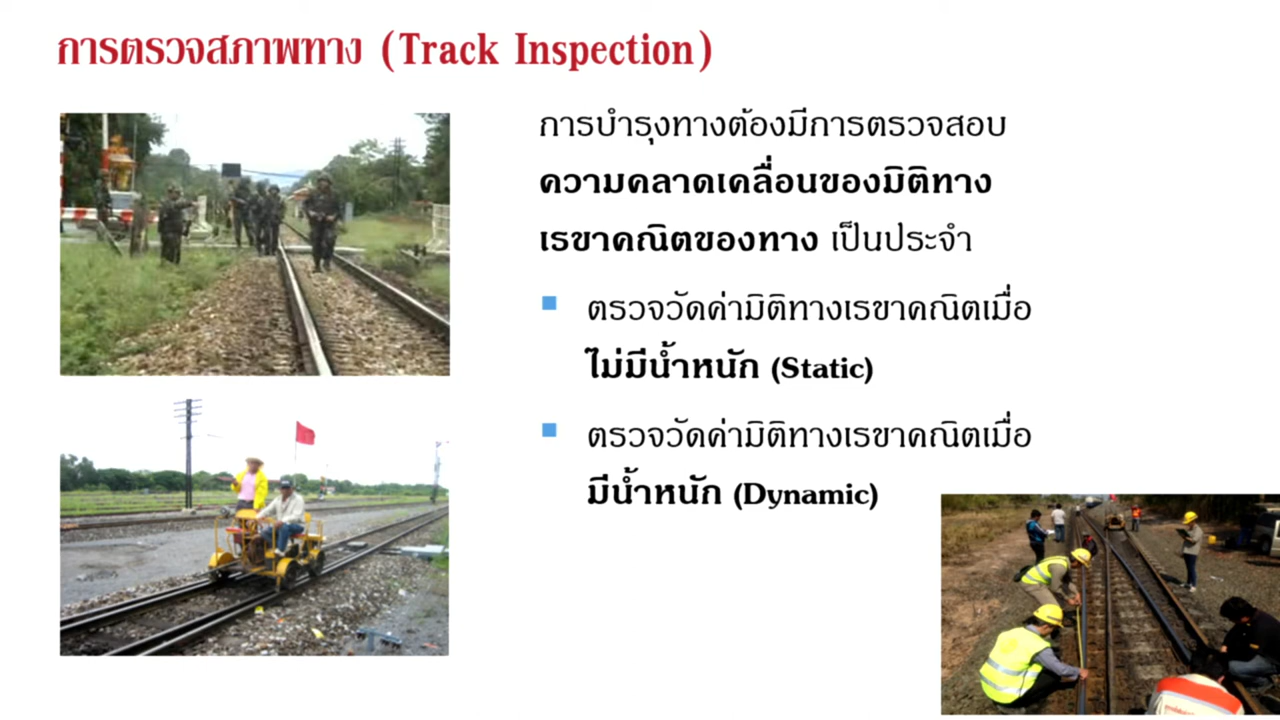 การตรวจสภาพทาง (Track Inspection)
การบำรุงทางต้องมีการตรวจสอบ
ความคลาดเคลื่อนของมิติทาง
เรขาคณิตของทาง เป็นประจำ
ตรวจวัดค่ามิติทางเรขาคณิตเมื่อ
ไม่มีน้ำหนัก (Static)
ตรวจวัดค่ามิติทางเรขาคณิตเมื่อ
มีน้ำหนัก (Dynamic)